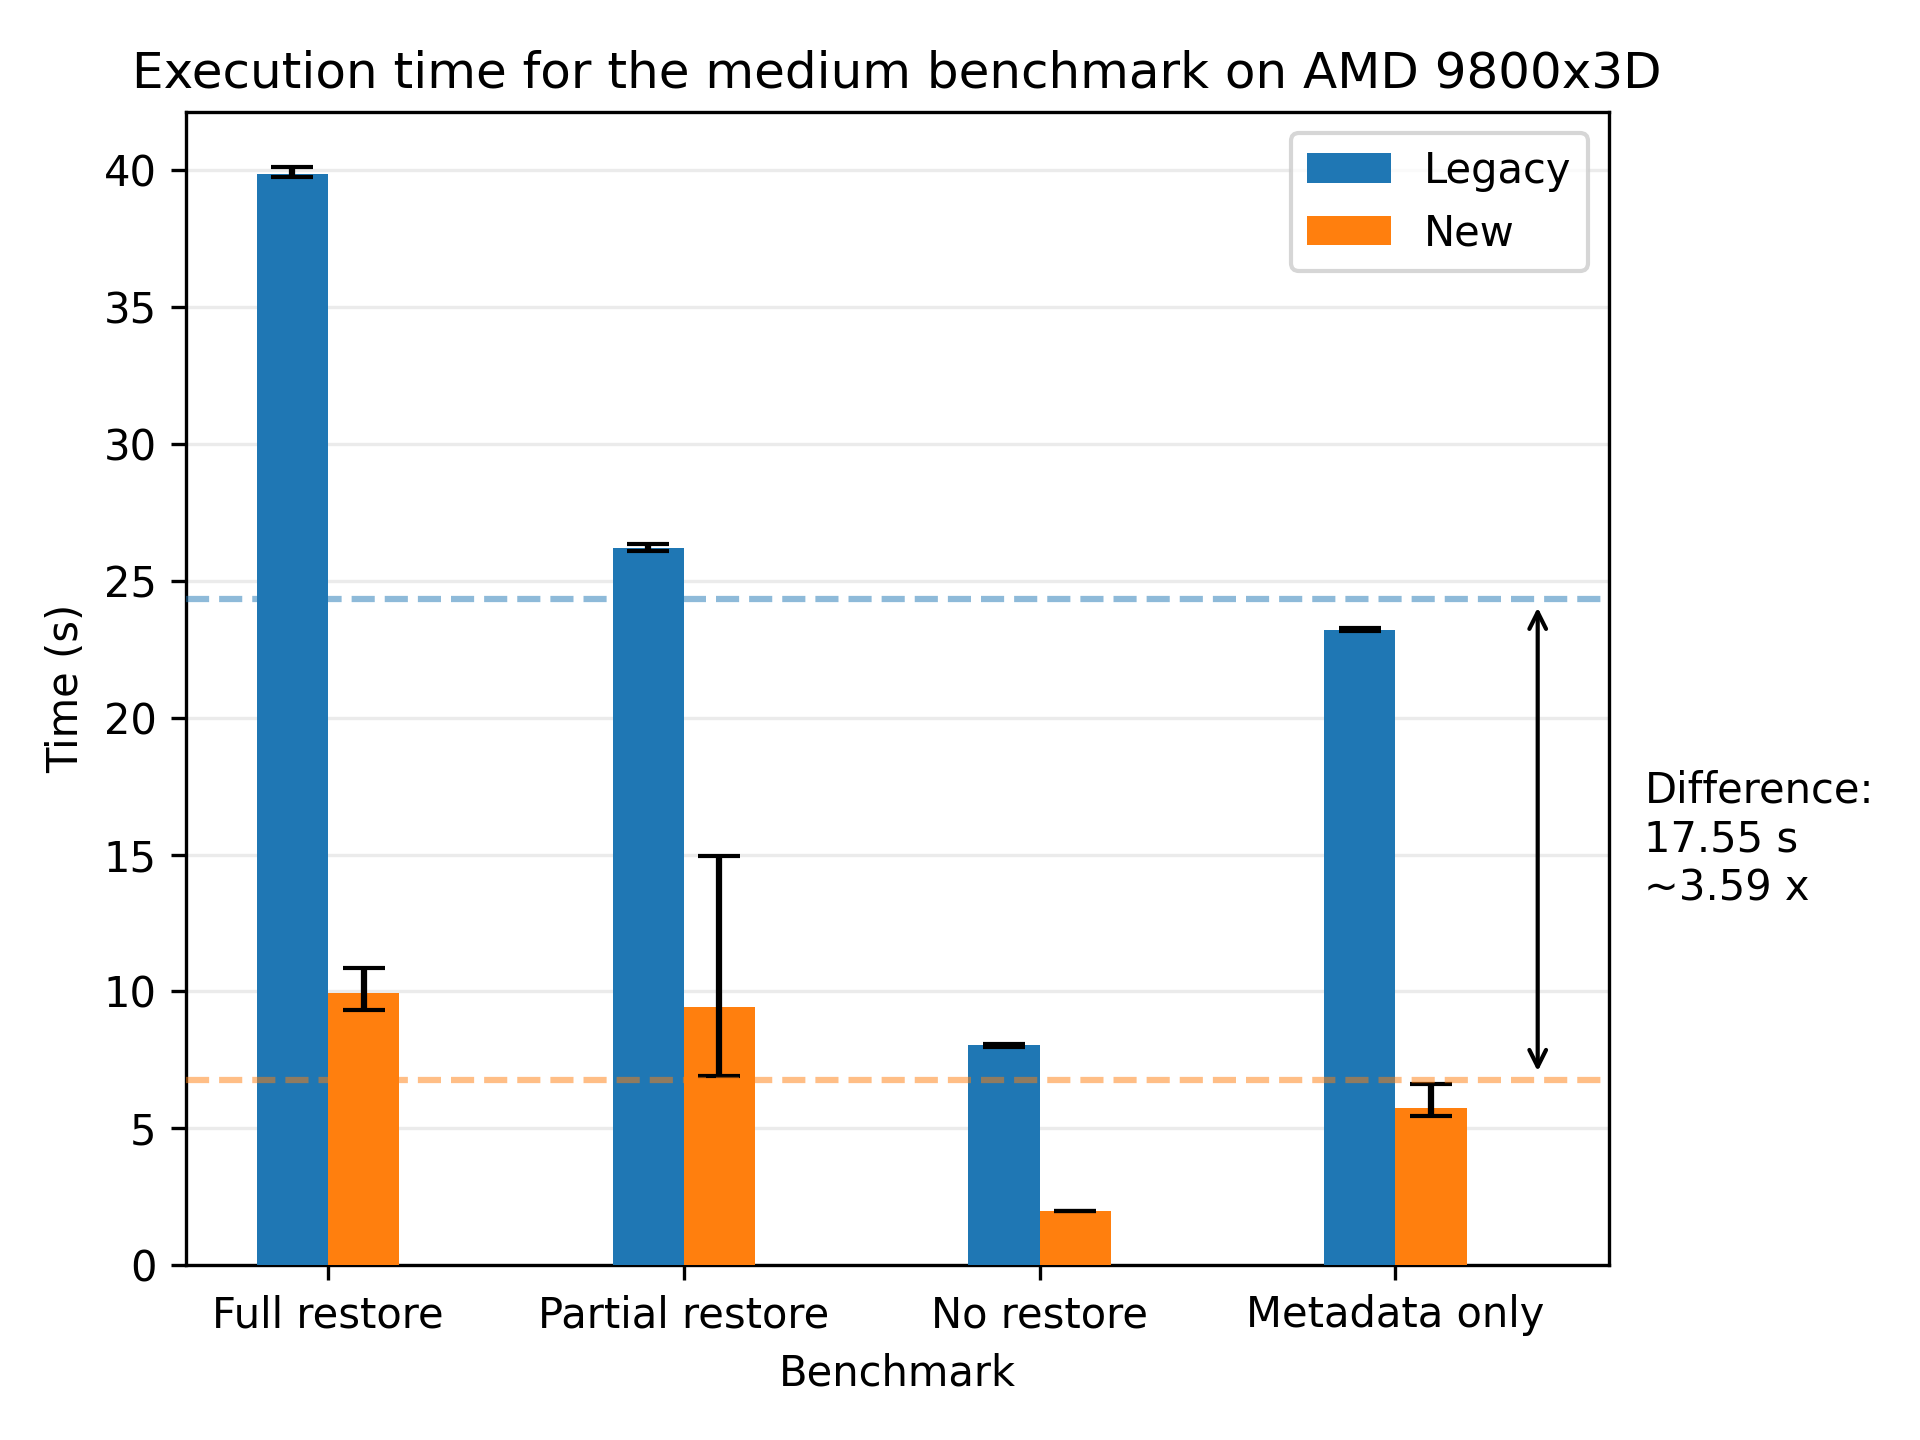 Execution time for the medium benchmark on AMD 9800x3D
Legacy
New
Time (s)
40
35
30
25
20
15
10
5
0
Difference:
17.55 s
~3.59 x
Full restore
Partial restore
No restore
Metadata only
Benchmark